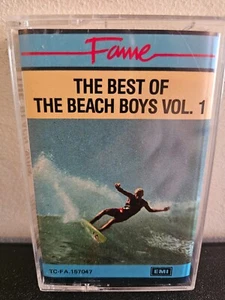 Fame
THE BEST OF
THE BEACH BOYS VOL. 1
TC-FA.157047
EMI